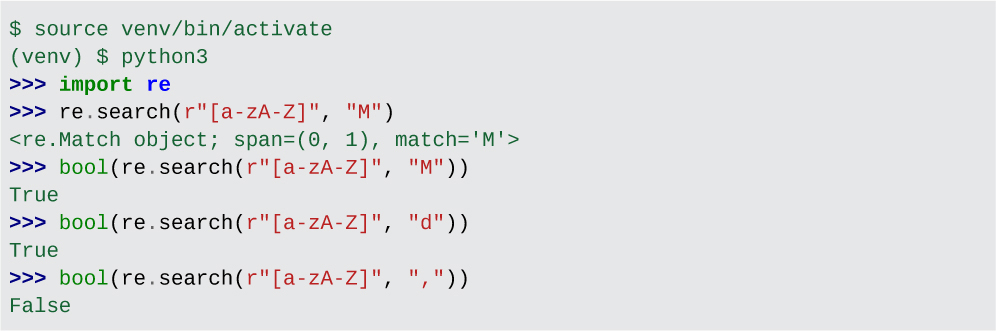 $ source venv/bin/activate
(venv) $ python3
>>> import re
>>> re.search(r"[a-zA-Z]", "M")
<re.Match object; span=(0, 1), match='M'>
>>> bool(re.search(r"[a-zA-Z]", "M"))
True
>>> bool(re.search(r"[a-zA-Z]", "d"))
True
>>> bool(re.search(r"[a-zA-Z]", ","))
False